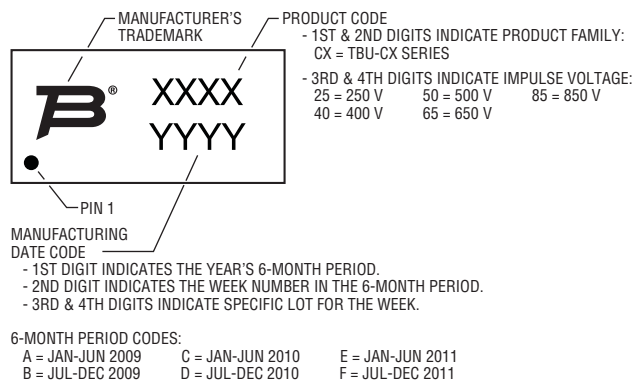 MANUFACTURER'S
TRADEMARK
PRODUCT CODE
- 1ST & 2ND DIGITS INDICATE PRODUCT FAMILY:
CX = TBU-CX SERIES
- 3RD & 4TH DIGITS INDICATE IMPULSE VOLTAGE:
25 = 250 V 50 = 500 V 85 = 850 V
40 = 400 V 65 = 650 V
B®
XXXX
YYYY
PIN 1
MANUFACTURING
DATE CODE
- 1ST DIGIT INDICATES THE YEAR'S 6-MONTH PERIOD.
- 2ND DIGIT INDICATES THE WEEK NUMBER IN THE 6-MONTH PERIOD.
- 3RD & 4TH DIGITS INDICATE SPECIFIC LOT FOR THE WEEK.
6-MONTH PERIOD CODES:
A = JAN-JUN 2009 C = JAN-JUN 2010 E = JAN-JUN 2011
B = JUL-DEC 2009 D = JUL-DEC 2010 F = JUL-DEC 2011